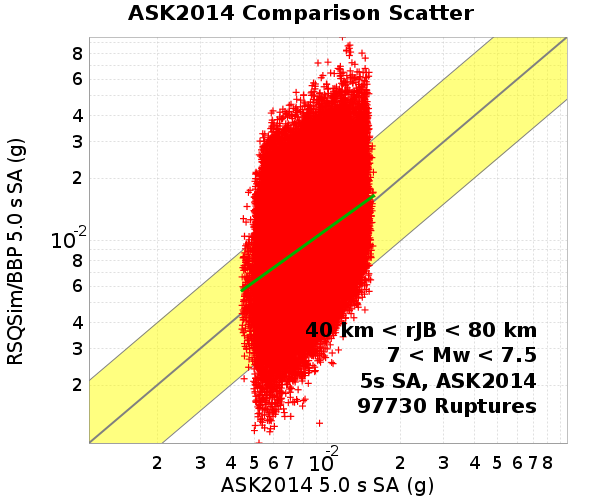 ASK2014 Comparison Scatter
RSQSim/BBP 5.0 s SA (g)
8
6
4
3
2
10-2
8
6
4
3
2
40 km < rJB < 80 km
7 < Mw < 7.5
5s SA, ASK2014
97730 Ruptures
2 3 4 5 6 7 10-2 2 3 4 5 6 7 8
ASK2014 5.0 s SA (g)